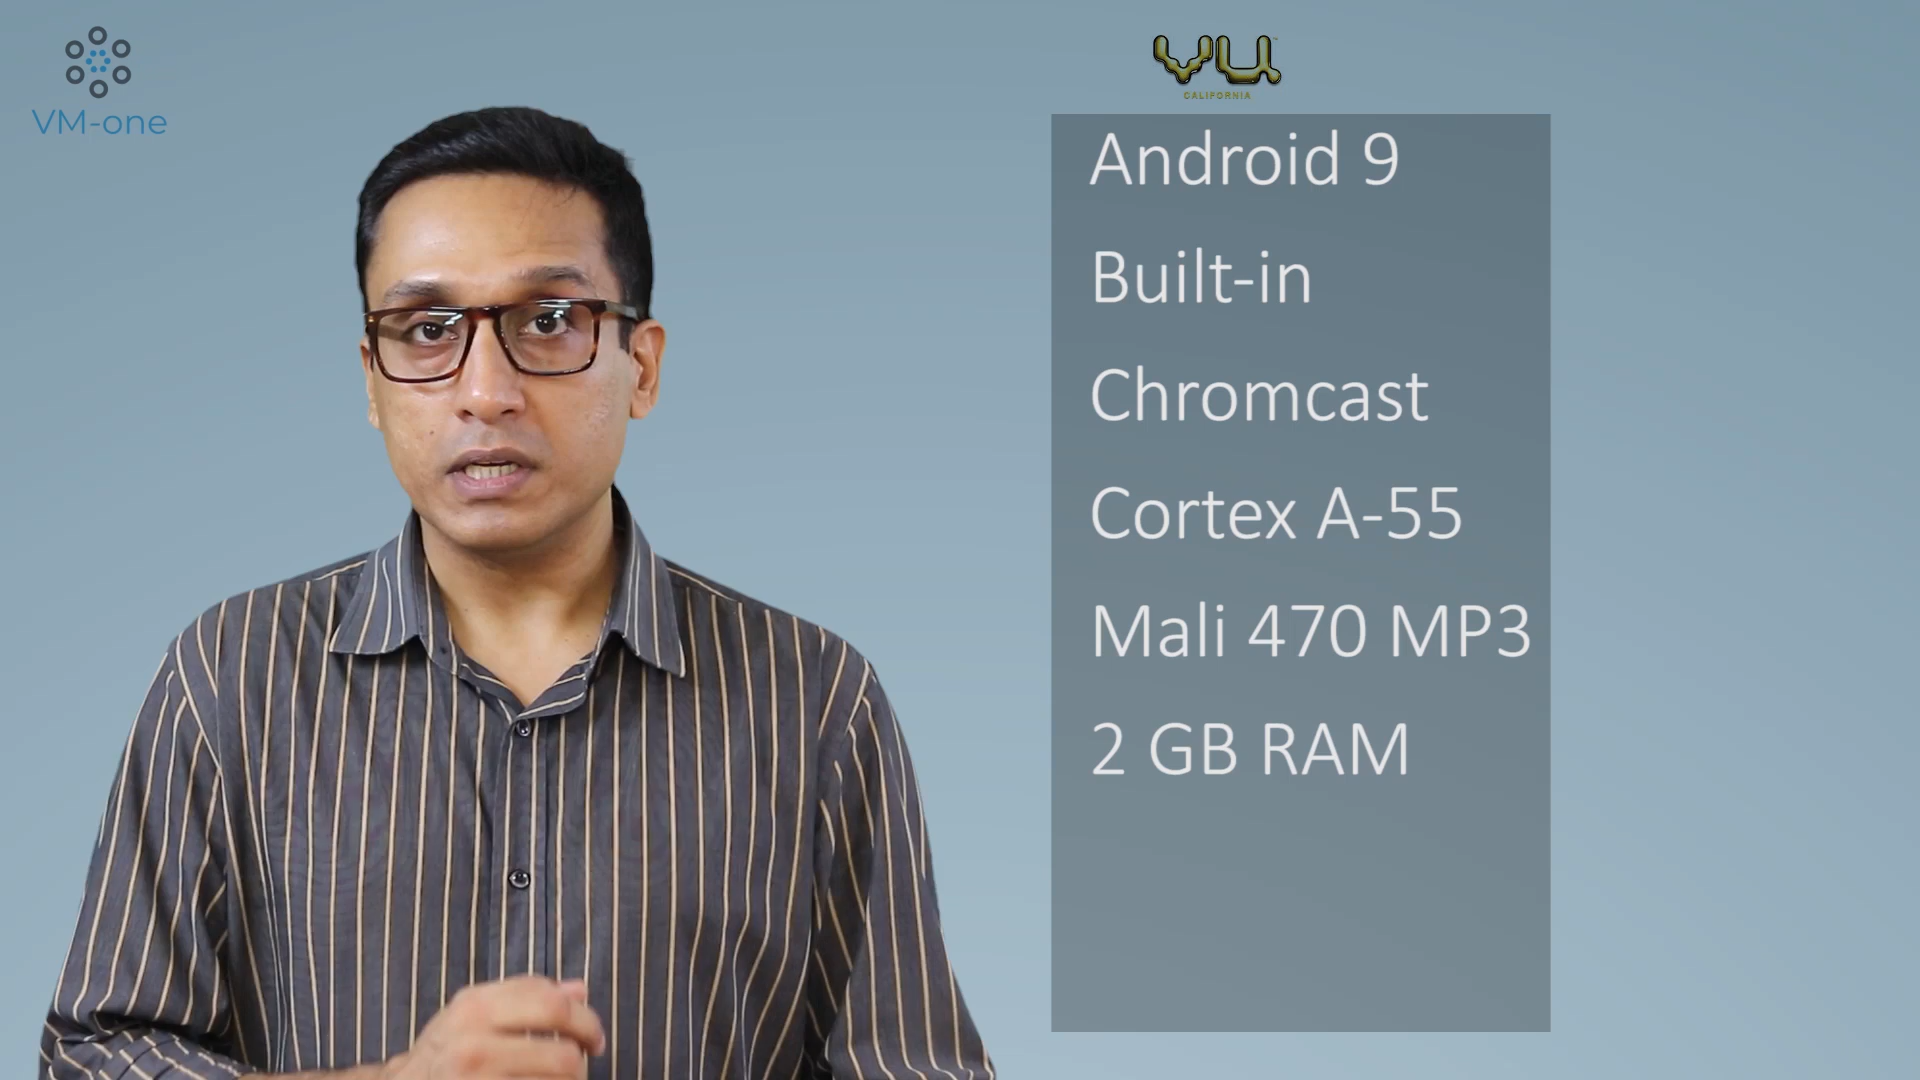 VM-one
VU
CALIFORNIA
Android 9
Built-in
Chromcast
Cortex A-55
Mali 470 MP3
2 GB RAM